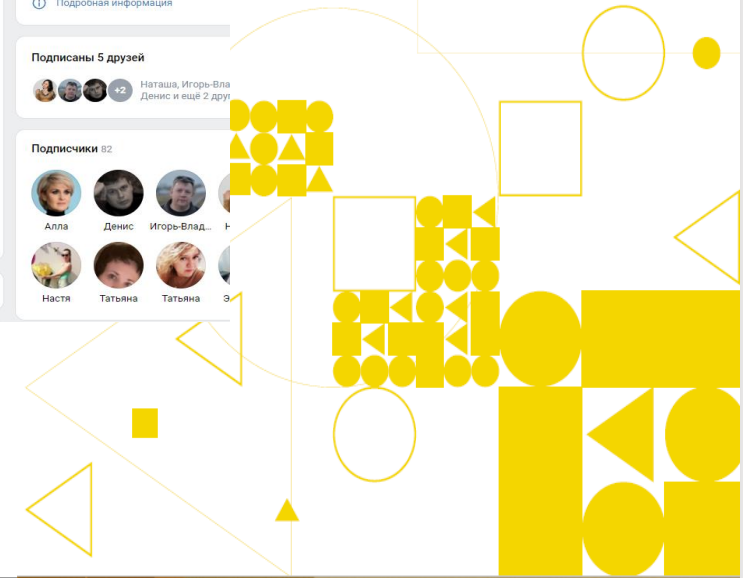 Подробная информация
Подписаны 5 друзей
+2
Наташа, Игорь-Вла
Денис и ещё 2 дру
Подписчики 82
Алла Денис Игорь-Влад...
Настя Татьяна Татьяна